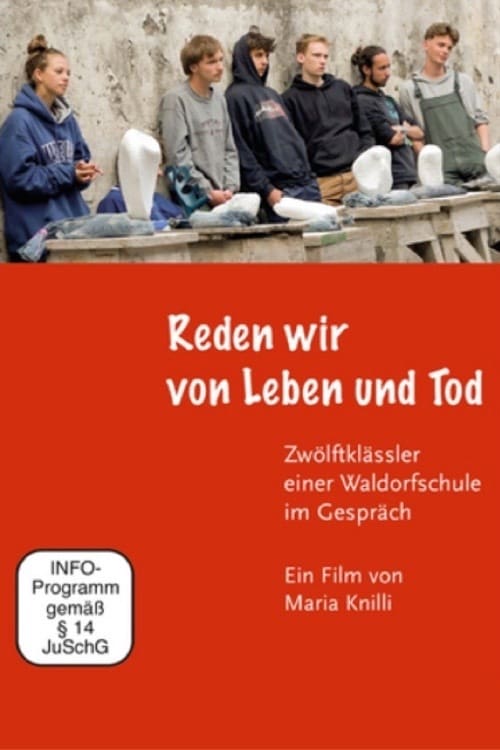 Reden wir
von Leben und Tod
Zwölftklässler
einer Waldorfschule
im Gespräch
Ein Film von
Maria Knilli
INFO-
Programm
gemäß
§ 14
JuSchG